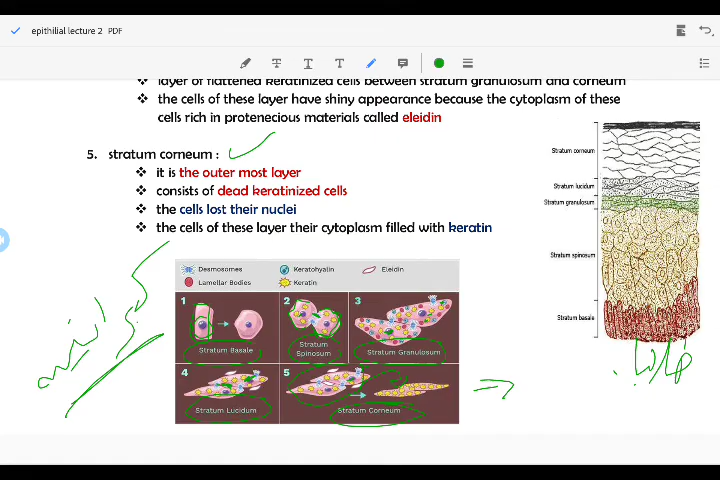 epithilial lecture 2 PDF
layer of flattened keratinized cells between stratum granulosum and corneum
❖ the cells of these layer have shiny appearance because the cytoplasm of these
cells rich in protenecious materials called eleidin
5. stratum corneum :
❖ it is the outer most layer
❖ consists of dead keratinized cells
❖ the cells lost their nuclei
❖ the cells of these layer their cytoplasm filled with keratin
Desmosomes Keratohyalin Eleidin
Lamellar Bodies Keratin
1 2 3
Stratum Basale
Stratum
Spinosum
Stratum Granulosum
4 5
Stratum Lucidum
Stratum Corneum
Stratum corneum
Stratum lucidum
Stratum granulosum
Stratum spinosum
Stratum basale